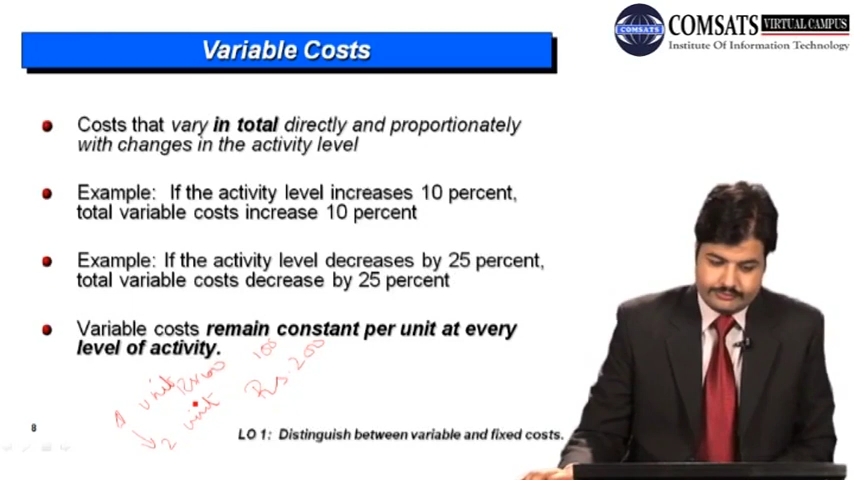 COMSATS
COMSATS VIRTUAL CAMPUS
Institute Of Information Technology
Variable Costs
Costs that vary in total directly and proportionately
with changes in the activity level
Example: If the activity level increases 10 percent,
total variable costs increase 10 percent
Example: If the activity level decreases by 25 percent,
total variable costs decrease by 25 percent
Variable costs remain constant per unit at every
level of activity.
unit 100
2 unit Rs. 200
8
LO 1: Distinguish between variable and fixed costs.